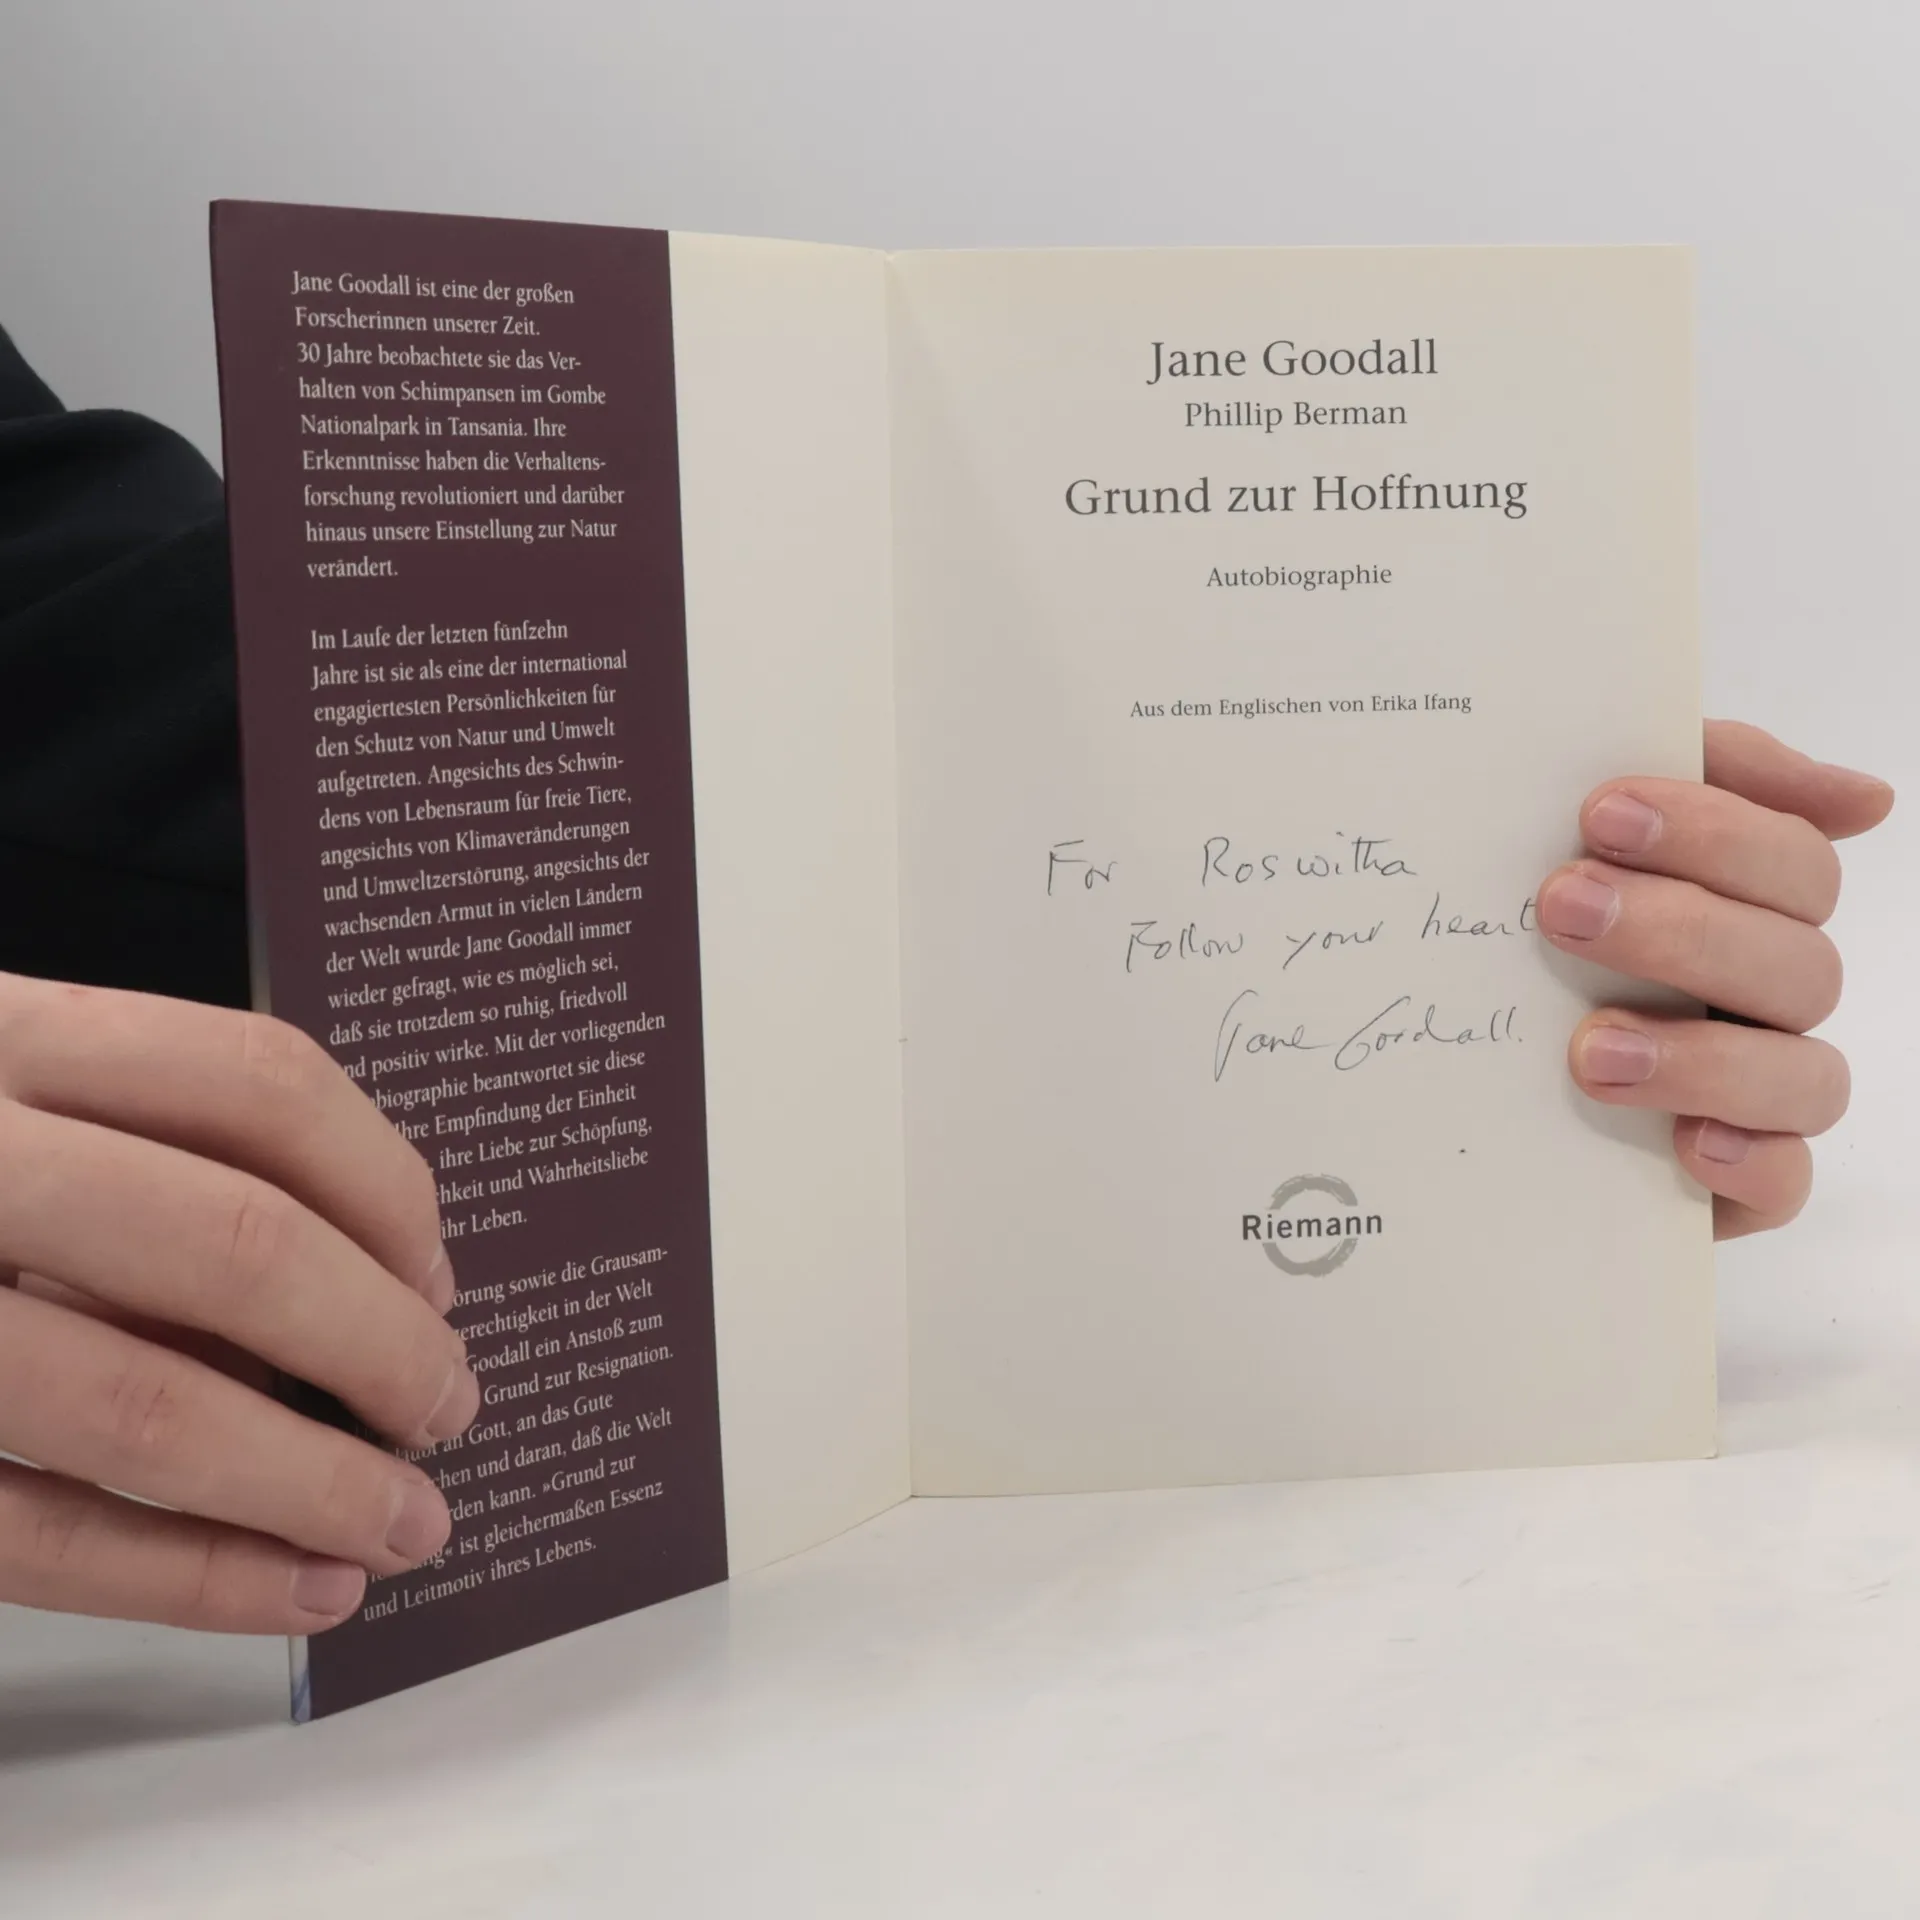 Jane Goodall ist eine der großen
Forscherinnen unserer Zeit.
30 Jahre beobachtete sie das Ver-
halten von Schimpansen im Gombe
Nationalpark in Tansania. Ihre
Erkenntnisse haben die Verhaltens-
forschung revolutioniert und darüber
hinaus unsere Einstellung zur Natur
verändert.
Im Laufe der letzten fünfzehn
Jahre ist sie als eine der international
engagiertesten Persönlichkeiten für
den Schutz von Natur und Umwelt
aufgetreten. Angesichts des Schwin-
dens von Lebensraum für freie Tiere,
angesichts von Klimaveränderungen
und Umweltzerstörung, angesichts der
wachsenden Armut in vielen Ländern
der Welt wurde Jane Goodall immer
wieder gefragt, wie es möglich sei,
daß sie trotzdem so ruhig, friedvoll
nd positiv wirke. Mit der vorliegenden
biographie beantwortet sie diese
Ihre Empfindung der Einheit
, ihre Liebe zur Schöpfung,
hkeit und Wahrheitsliebe
ihr Leben.
örung sowie die Grausam-
erechtigkeit in der Welt
Goodall ein Anstoß zum
Grund zur Resignation.
an Gott, an das Gute
chen und daran, daß die Welt
rden kann. »Grund zur
ng« ist gleichermaßen Essenz
und Leitmotiv ihres Lebens.
Jane Goodall
Phillip Berman
Grund zur Hoffnung
Autobiographie
Aus dem Englischen von Erika Ifang
For Roswitha
Follow your heart
Jane Goodall.
Riemann